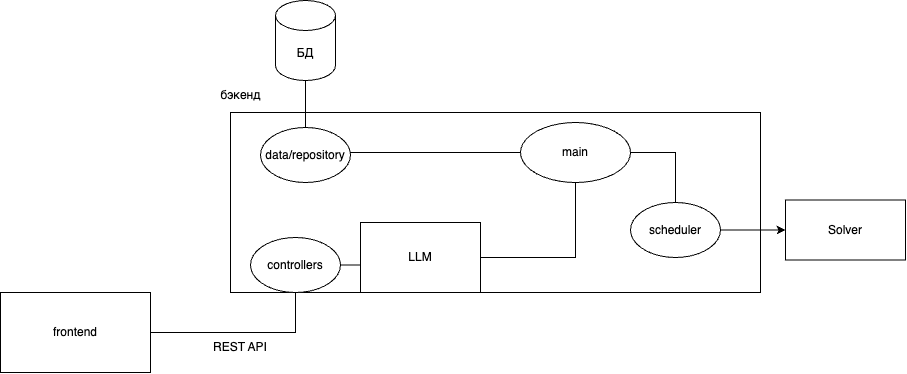 БД
бэкенд
data/repository
main
scheduler
Solver
controllers
LLM
frontend
REST API